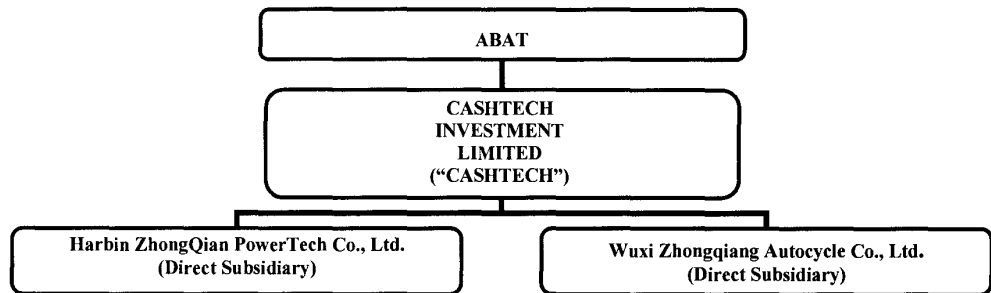 ABAT
CASHTECH
INVESTMENT
LIMITED
(“CASHTECH”)
Harbin ZhongQian PowerTech Co., Ltd.
(Direct Subsidiary)
Wuxi Zhongqiang Autocycle Co., Ltd.
(Direct Subsidiary)